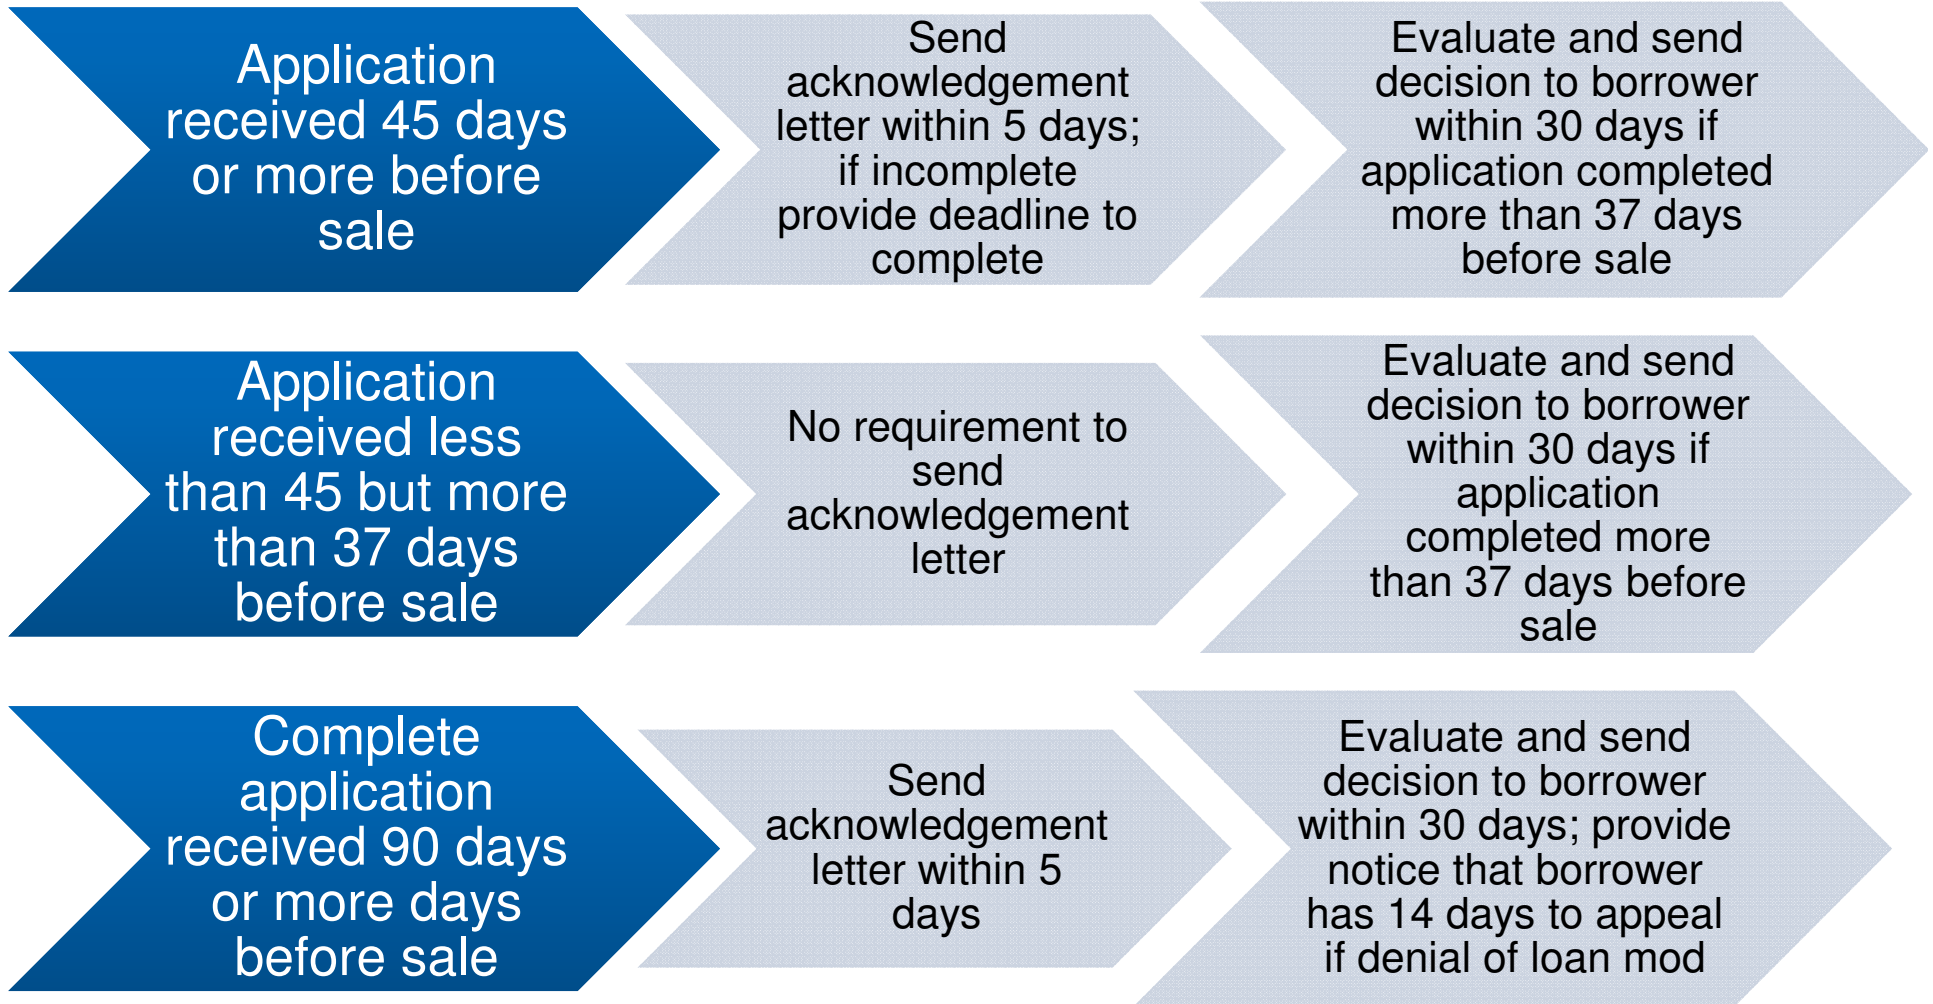 Application
received 45 days
or more before
sale
Send
acknowledgement
letter within 5 days;
if incomplete
provide deadline to
complete
Evaluate and send
decision to borrower
within 30 days if
application completed
more than 37 days
before sale
Application
received less
than 45 but more
than 37 days
before sale
No requirement to
send
acknowledgement
letter
Evaluate and send
decision to borrower
within 30 days if
application
completed more
than 37 days before
sale
Complete
application
received 90 days
or more days
before sale
Send
acknowledgement
letter within 5
days
Evaluate and send
decision to borrower
within 30 days; provide
notice that borrower
has 14 days to appeal
if denial of loan mod